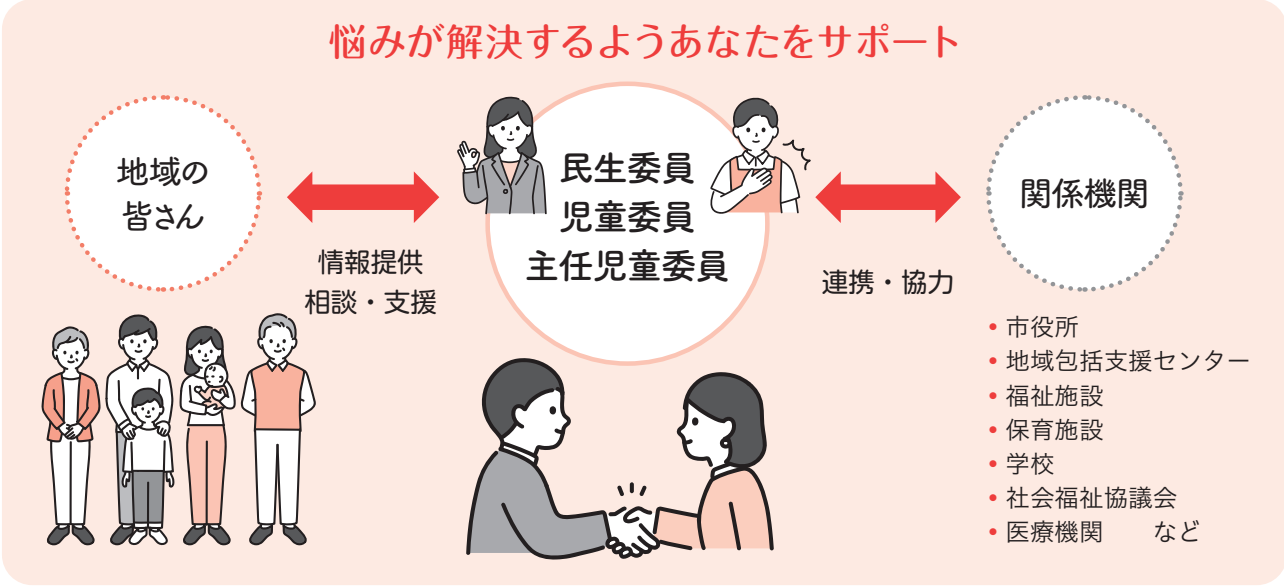 悩みが解決するようあなたをサポート
地域の
皆さん
情報提供
相談・支援
民生委員
児童委員
主任児童委員
連携・協力
関係機関
• 市役所
• 地域包括支援センター
• 福祉施設
• 保育施設
• 学校
• 社会福祉協議会
• 医療機関　　など